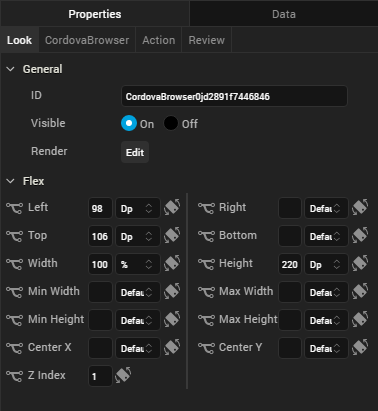 Properties Data
Look CordovaBrowser Action Review
General
ID CordovaBrowser0jd2891f7446846
Visible On Off
Render Edit
Flex
Left 98 Dp Right Defau
Top 106 Dp Bottom Defau
Width 100 % Height 220 Dp
Min Width Defau Max Width Defau
Min Height Defau Max Height Defau
Center X Defau Center Y Defau
Z Index 1